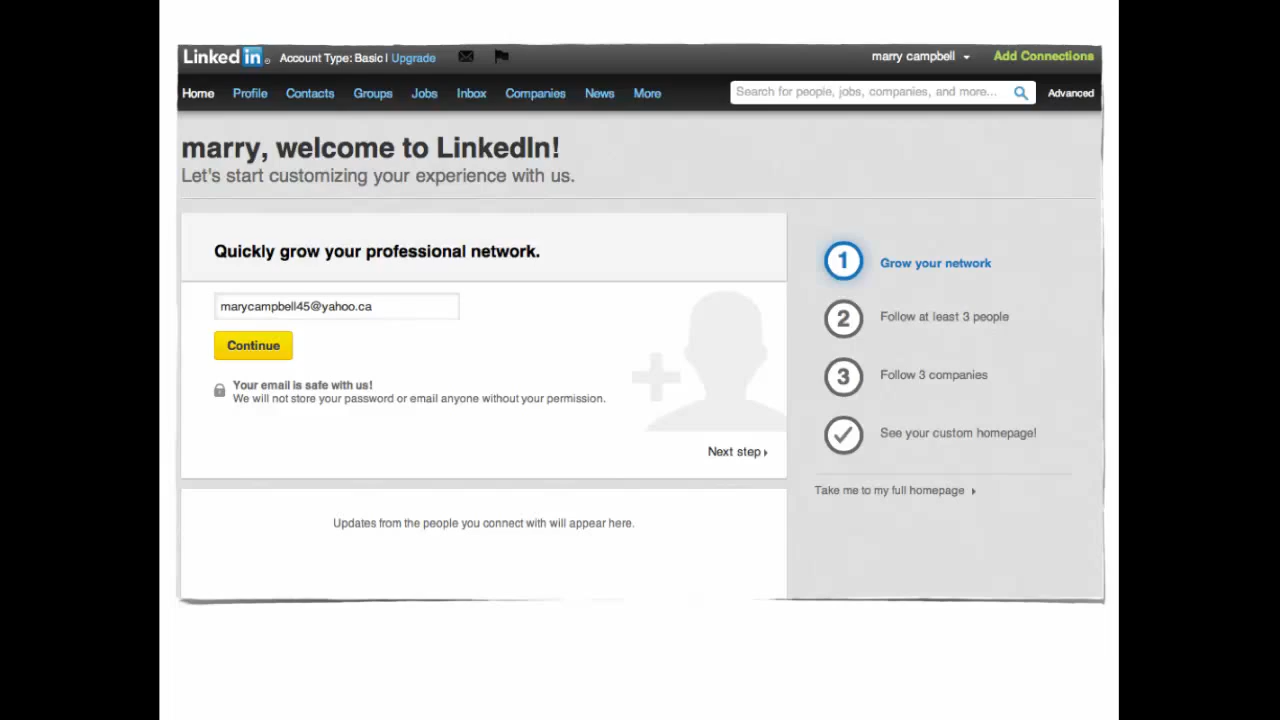 Linked in Account Type: Basic | Upgrade marry campbell Add Connections
Home Profile Contacts Groups Jobs Inbox Companies News More Search for people, jobs, companies, and more... Advanced
marry, welcome to LinkedIn!
Let's start customizing your experience with us.
Quickly grow your professional network.
marycampbell45@yahoo.ca
Continue
Your email is safe with us!
We will not store your password or email anyone without your permission.
Next step
Updates from the people you connect with will appear here.
1 Grow your network
2 Follow at least 3 people
3 Follow 3 companies
See your custom homepage!
Take me to my full homepage